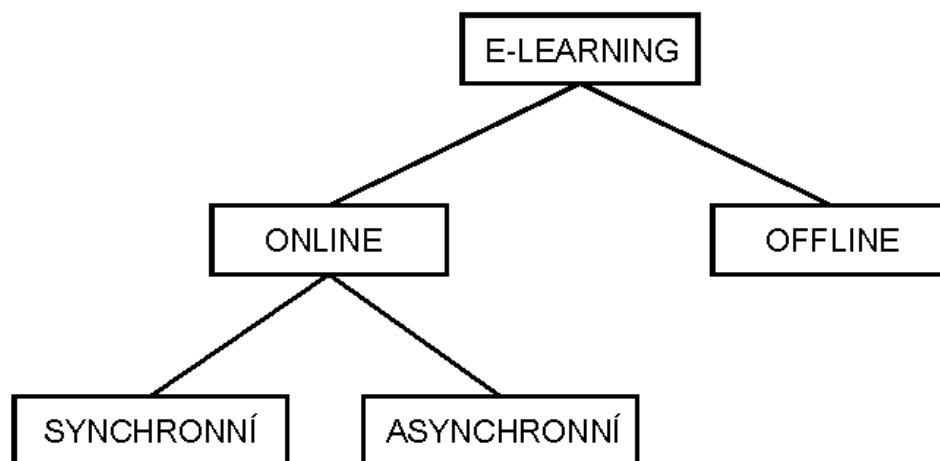 E-LEARNING
ONLINE
OFFLINE
SYNCHRONNÍ
ASYNCHRONNÍ